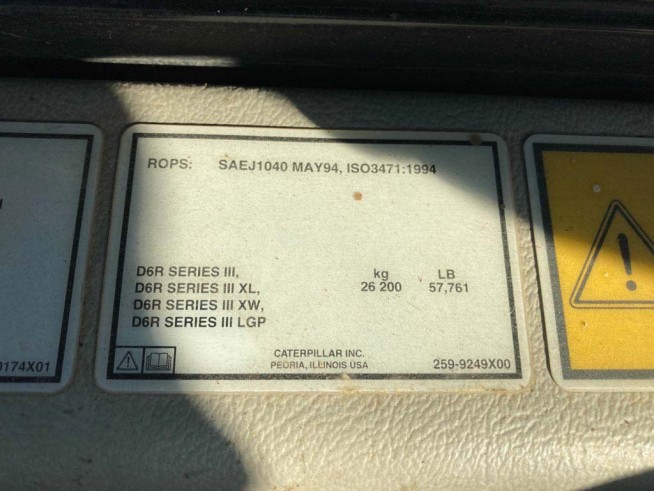 ROPS: SAEJ1040 MAY94, ISO3471:1994
D6R SERIES III,
D6R SERIES III XL,
D6R SERIES III XW,
D6R SERIES III LGP
kg LB
26 200 57,761
CATERPILLAR INC.
PEORIA, ILLINOIS USA
259-9249X00
0174X01